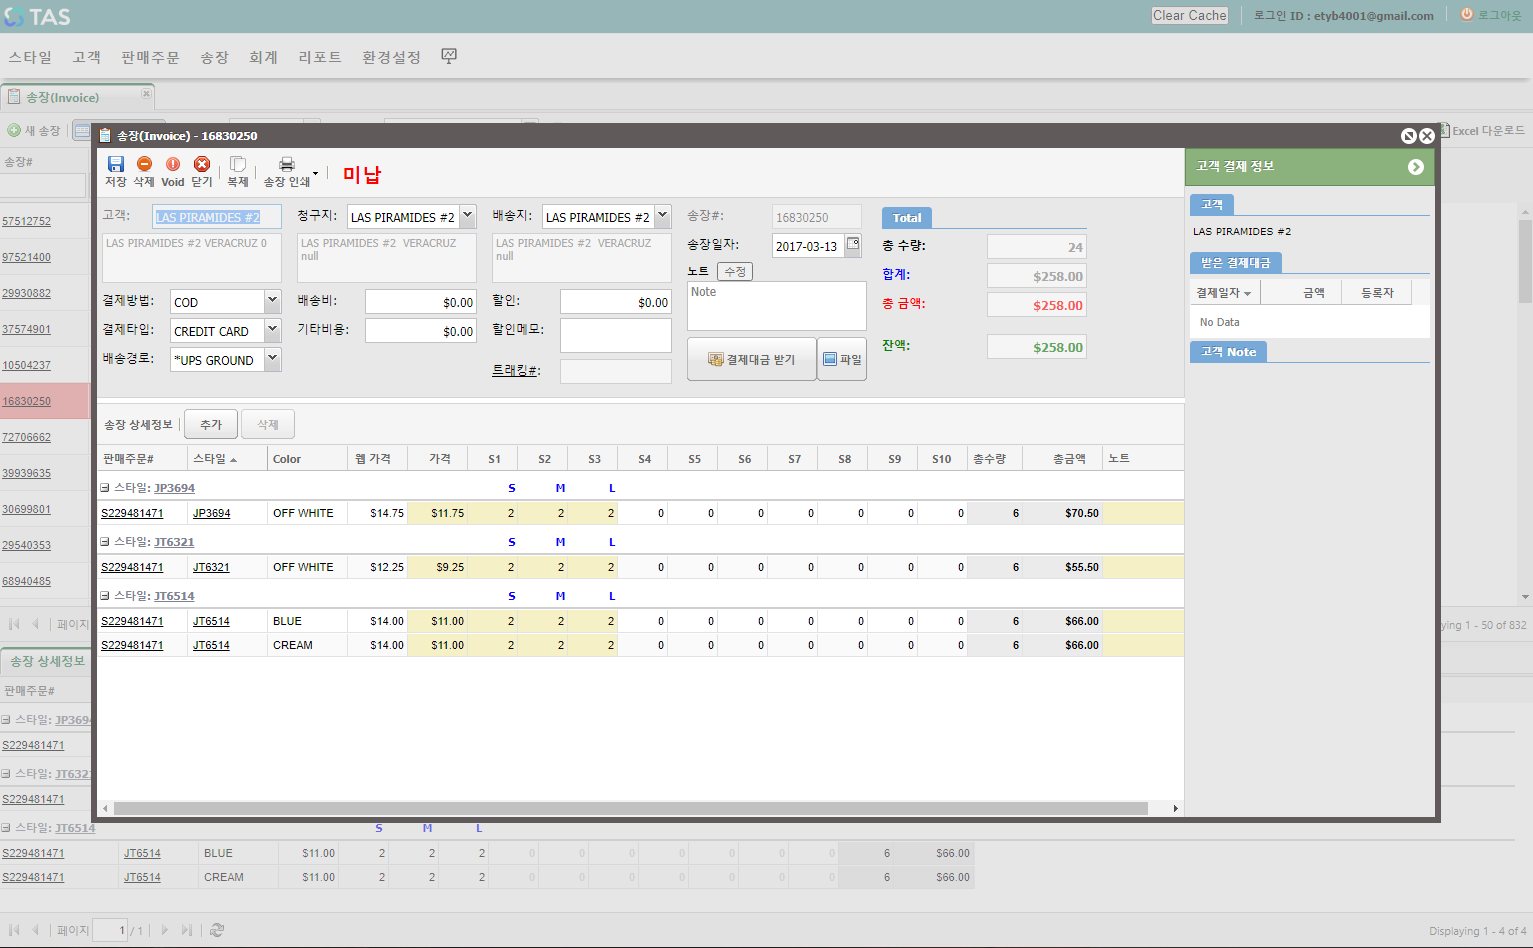 TAS
Clear Cache
로그인 ID : etyb4001@gmail.com
로그아웃
스타일 고객 판매주문 송장 회계 리포트 환경설정
송장(Invoice)
새 송장
Excel 다운로드
송장#
57512752
97521400
29930882
37574901
10504237
16830250
72706662
39939635
30699801
29540353
68940485
페이지
ying 1 - 50 of 832
송장(Invoice) - 16830250
저장 삭제 Void 닫기 복제 송장 인쇄 미납
고객: LAS PIRAMIDES #2 청구지: LAS PIRAMIDES #2 배송지: LAS PIRAMIDES #2 송장#: 16830250 Total
LAS PIRAMIDES #2 VERACRUZ 0
LAS PIRAMIDES #2 VERACRUZ
null
LAS PIRAMIDES #2 VERACRUZ
null
송장일자: 2017-03-13 총 수량: 24
노트 수정 합계: $258.00
Note
결제방법: COD 배송비: $0.00 할인: $0.00 총 금액: $258.00
결제타입: CREDIT CARD 기타비용: $0.00 할인메모:
배송경로: *UPS GROUND 트래킹#: 결제대금 받기 파일 잔액: $258.00
고객 결제 정보
고객
LAS PIRAMIDES #2
받은 결제대금
결제일자 금액 등록자
No Data
고객 Note
송장 상세정보 추가 삭제
판매주문# 스타일 Color 웹 가격 가격 S1 S2 S3 S4 S5 S6 S7 S8 S9 S10 총수량 총금액 노트
스타일: JP3694 S M L
S229481471 JP3694 OFF WHITE $14.75 $11.75 2 2 2 0 0 0 0 0 0 0 6 $70.50
스타일: JT6321 S M L
S229481471 JT6321 OFF WHITE $12.25 $9.25 2 2 2 0 0 0 0 0 0 0 6 $55.50
스타일: JT6514 S M L
S229481471 JT6514 BLUE $14.00 $11.00 2 2 2 0 0 0 0 0 0 0 6 $66.00
S229481471 JT6514 CREAM $14.00 $11.00 2 2 2 0 0 0 0 0 0 0 6 $66.00
송장 상세정보
판매주문#
스타일: JP3694
S229481471
스타일: JT632
S229481471
스타일: JT6514 S M L
S229481471 JT6514 BLUE $11.00 2 2 2 0 0 0 0 0 0 0 6 $66.00
S229481471 JT6514 CREAM $11.00 2 2 2 0 0 0 0 0 0 0 6 $66.00
페이지 1 / 1
Displaying 1 - 4 of 4